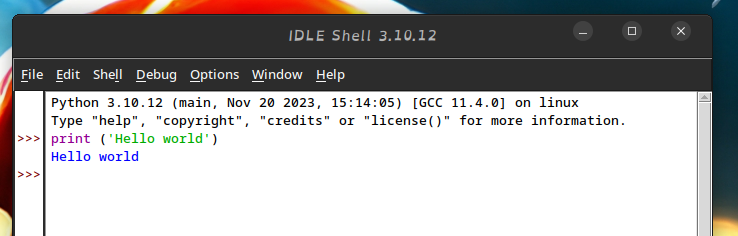 IDLE Shell 3.10.12
File Edit Shell Debug Options Window Help
Python 3.10.12 (main, Nov 20 2023, 15:14:05) [GCC 11.4.0] on linux
Type "help", "copyright", "credits" or "license()" for more information.
>>> print ('Hello world')
Hello world
>>>